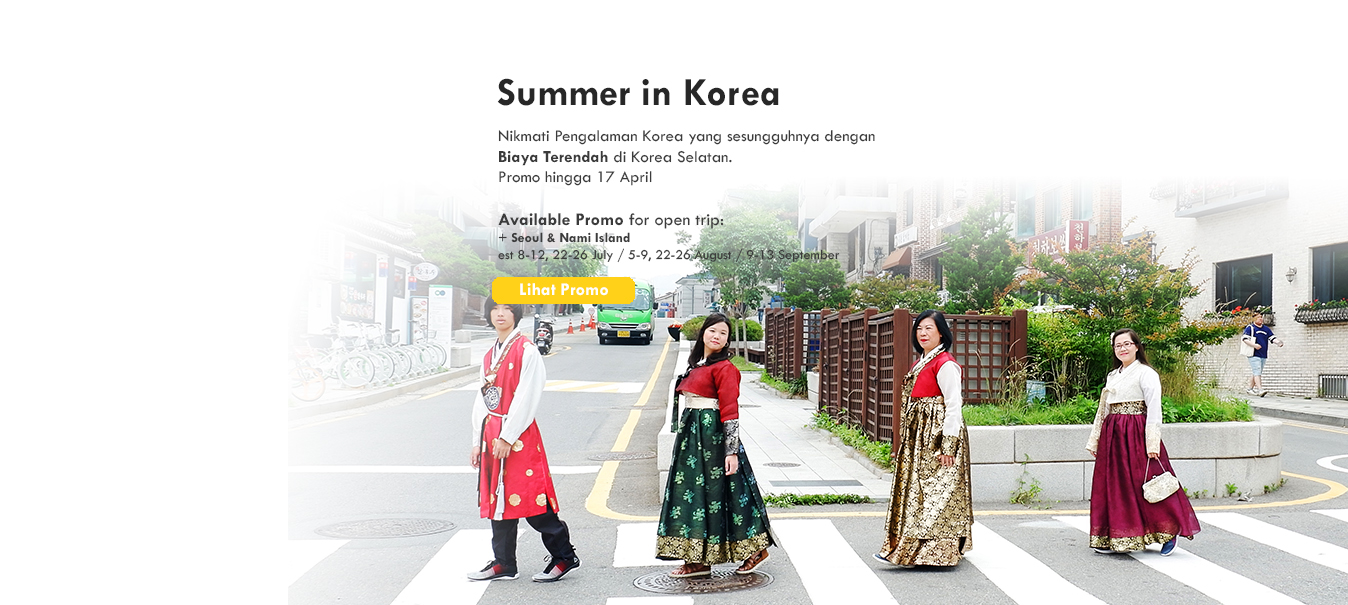 Summer in Korea
Nikmati Pengalaman Korea yang sesungguhnya dengan
Biaya Terendah di Korea Selatan.
Promo hingga 17 April
Available Promo for open trip:
+ Seoul & Nami Island
est 8-12, 22-26 July / 5-9, 22-26 August / 9-13 September
Lihat Promo